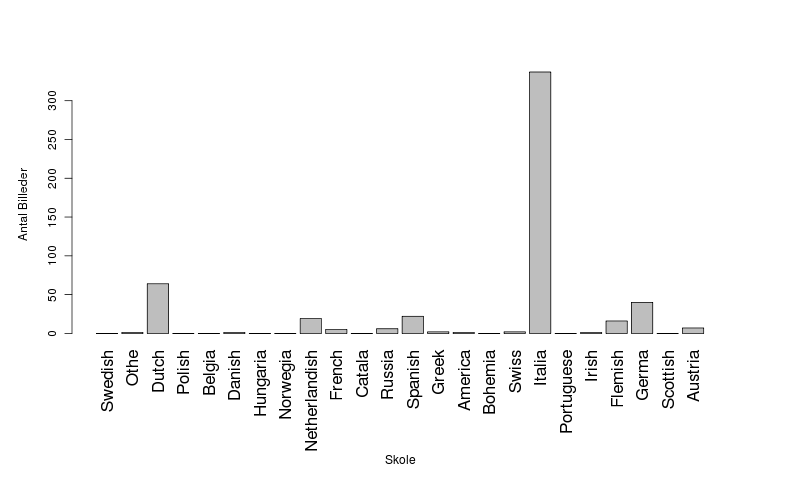 Antal Billeder
300
250
200
150
100
50
0
Swedish
Othe
Dutch
Polish
Belgia
Danish
Hungaria
Norwegia
Netherlandish
French
Catala
Russia
Spanish
Greek
America
Bohemia
Swiss
Italia
Portuguese
Irish
Flemish
Germa
Scottish
Austria
Skole